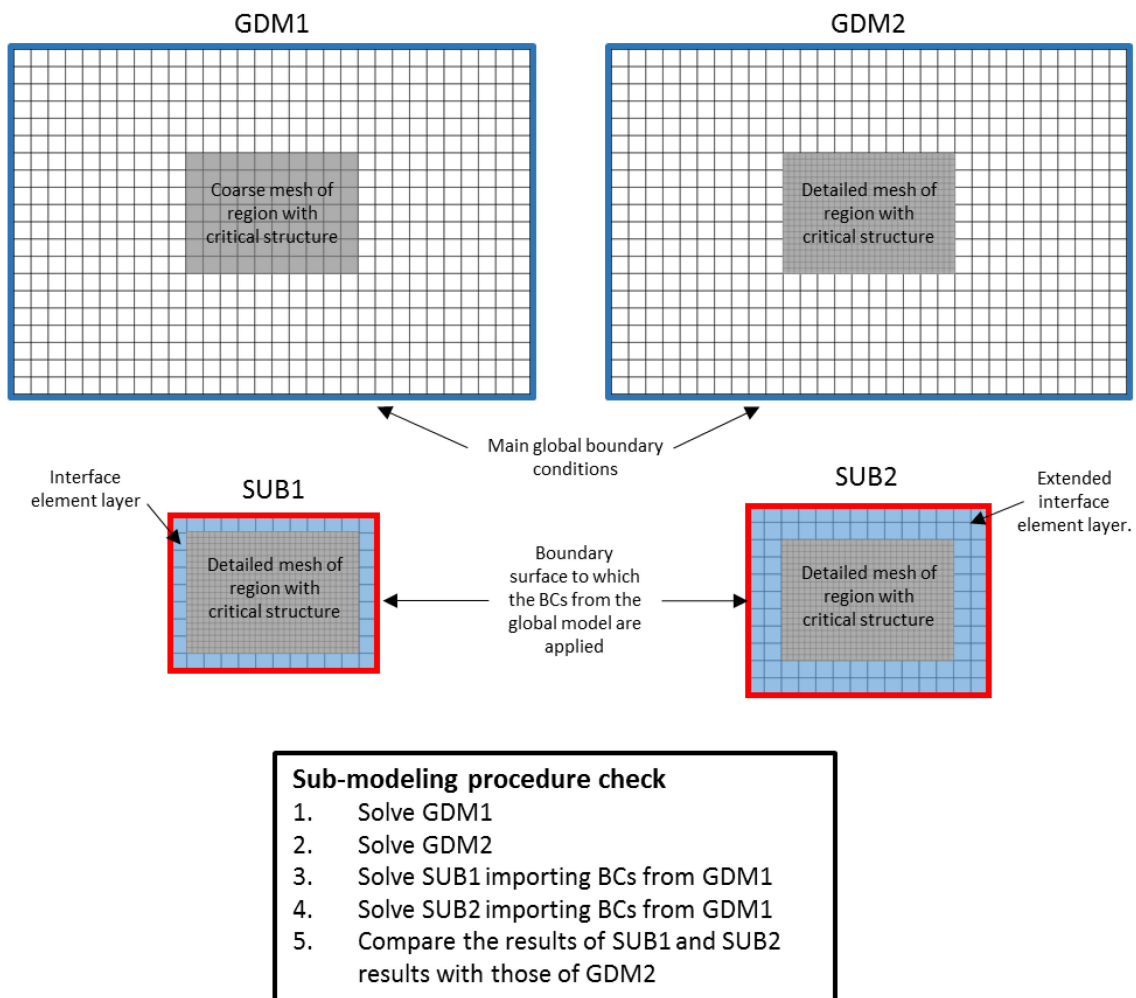 GDM1
GDM2
Coarse mesh of
region with
critical structure
Detailed mesh of
region with
critical structure
Main global boundary
conditions
Interface
element layer
SUB1
SUB2
Extended
interface
element layer.
Detailed mesh of
region with
critical structure
Boundary
surface to which
the BCs from the
global model are
applied
Detailed mesh of
region with
critical structure
Sub-modeling procedure check
1. Solve GDM1
2. Solve GDM2
3. Solve SUB1 importing BCs from GDM1
4. Solve SUB2 importing BCs from GDM1
5. Compare the results of SUB1 and SUB2
results with those of GDM2